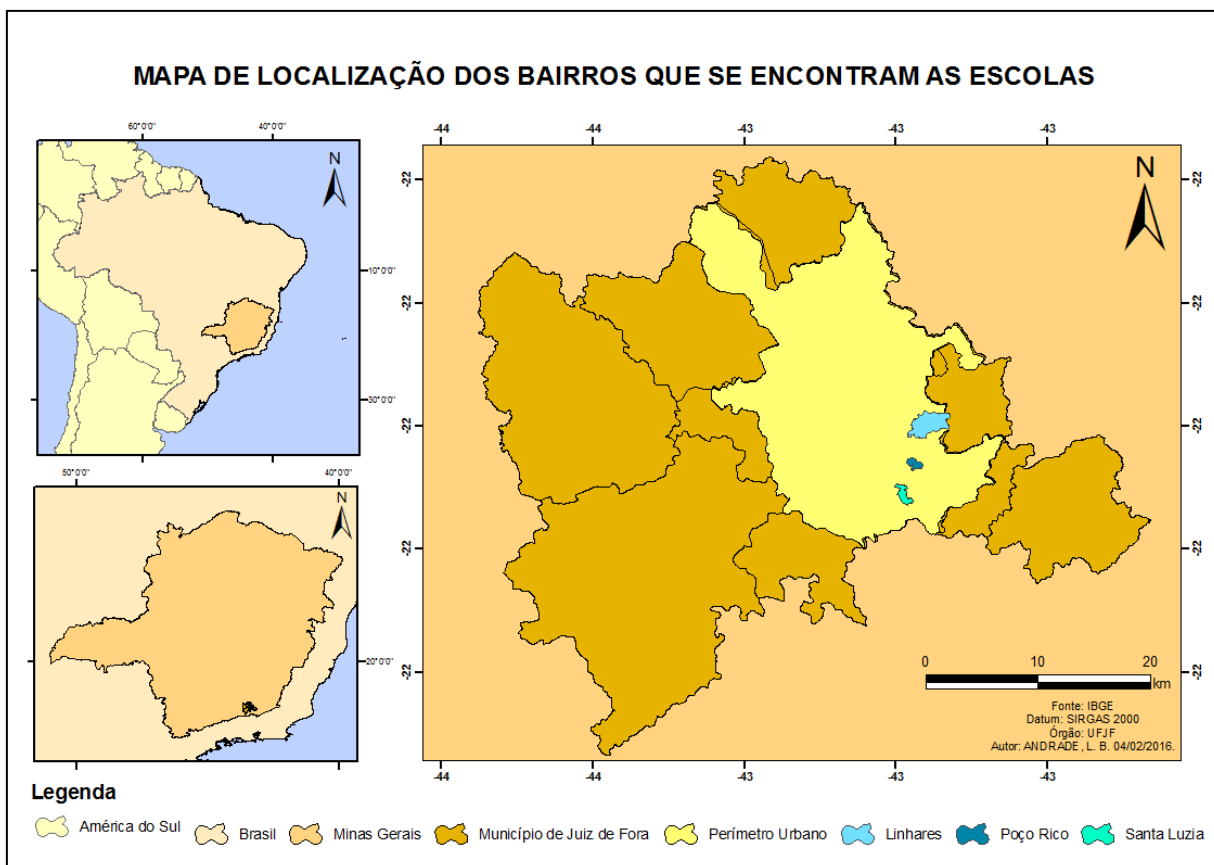 MAPA DE LOCALIZAÇÃO DOS BAIRROS QUE SE ENCONTRAM AS ESCOLAS
60°0'0" 40°0'0"
N
10°0'0"
30°0'0"
50°0'0" 40°0'0"
N
20°0'0"
-44 -44 -43 -43 -43
N
-22 -22
-22 -22
-22 -22
-22 -22
-22 -22
0 10 20
km
Fonte: IBGE
Datum: SIRGAS 2000
Órgão: UFJF
Autor: ANDRADE, L. B. 04/02/2016.
-44 -44 -43 -43 -43
Legenda
América do Sul Brasil Minas Gerais Município de Juiz de Fora Perímetro Urbano Linhares Poço Rico Santa Luzia